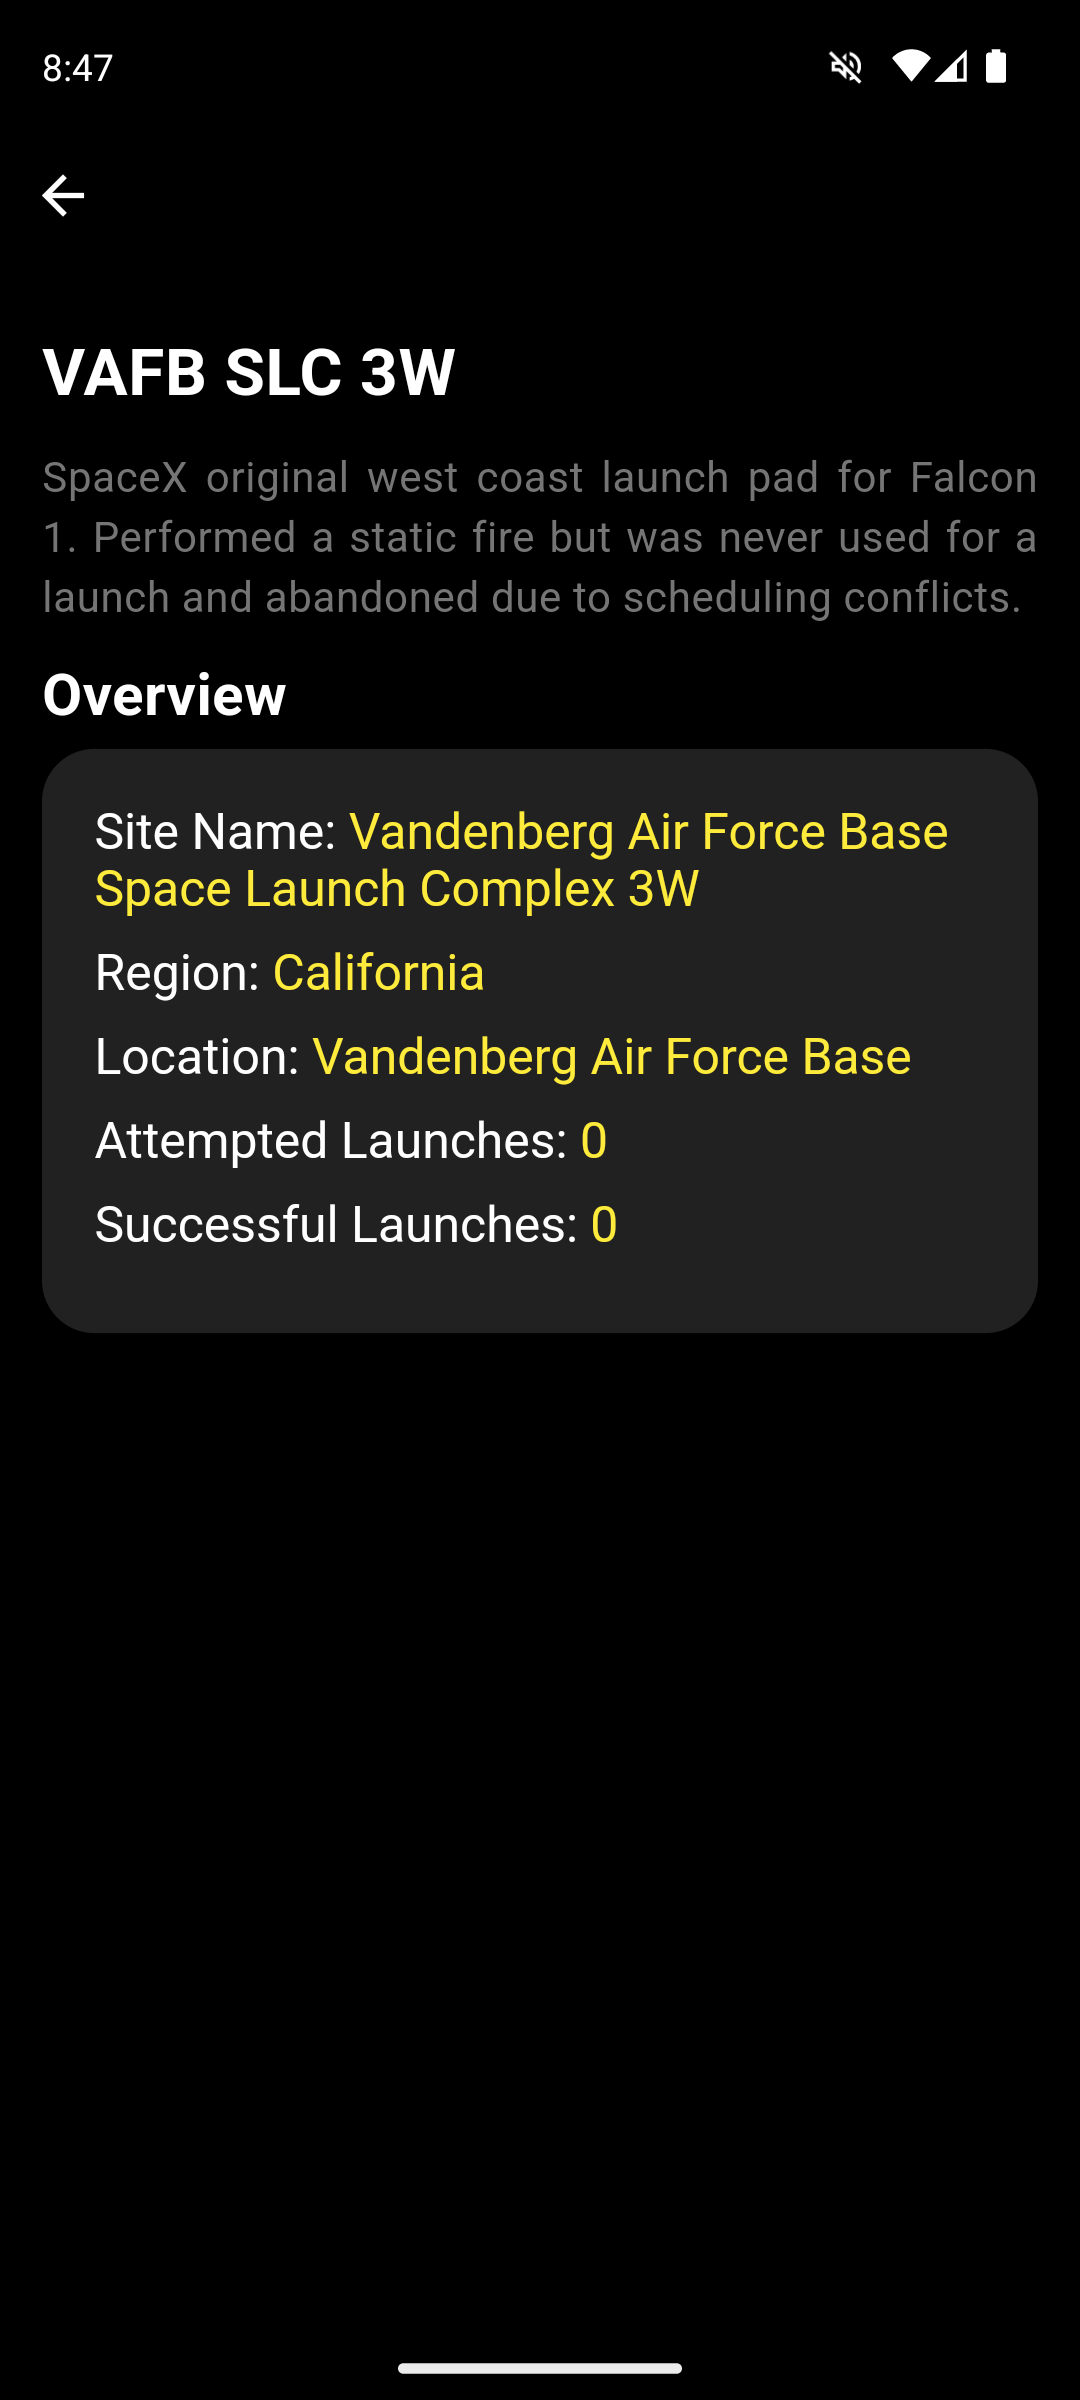 8:47
VAFB SLC 3W
SpaceX original west coast launch pad for Falcon
1. Performed a static fire but was never used for a
launch and abandoned due to scheduling conflicts.
Overview
Site Name: Vandenberg Air Force Base
Space Launch Complex 3W
Region: California
Location: Vandenberg Air Force Base
Attempted Launches: 0
Successful Launches: 0